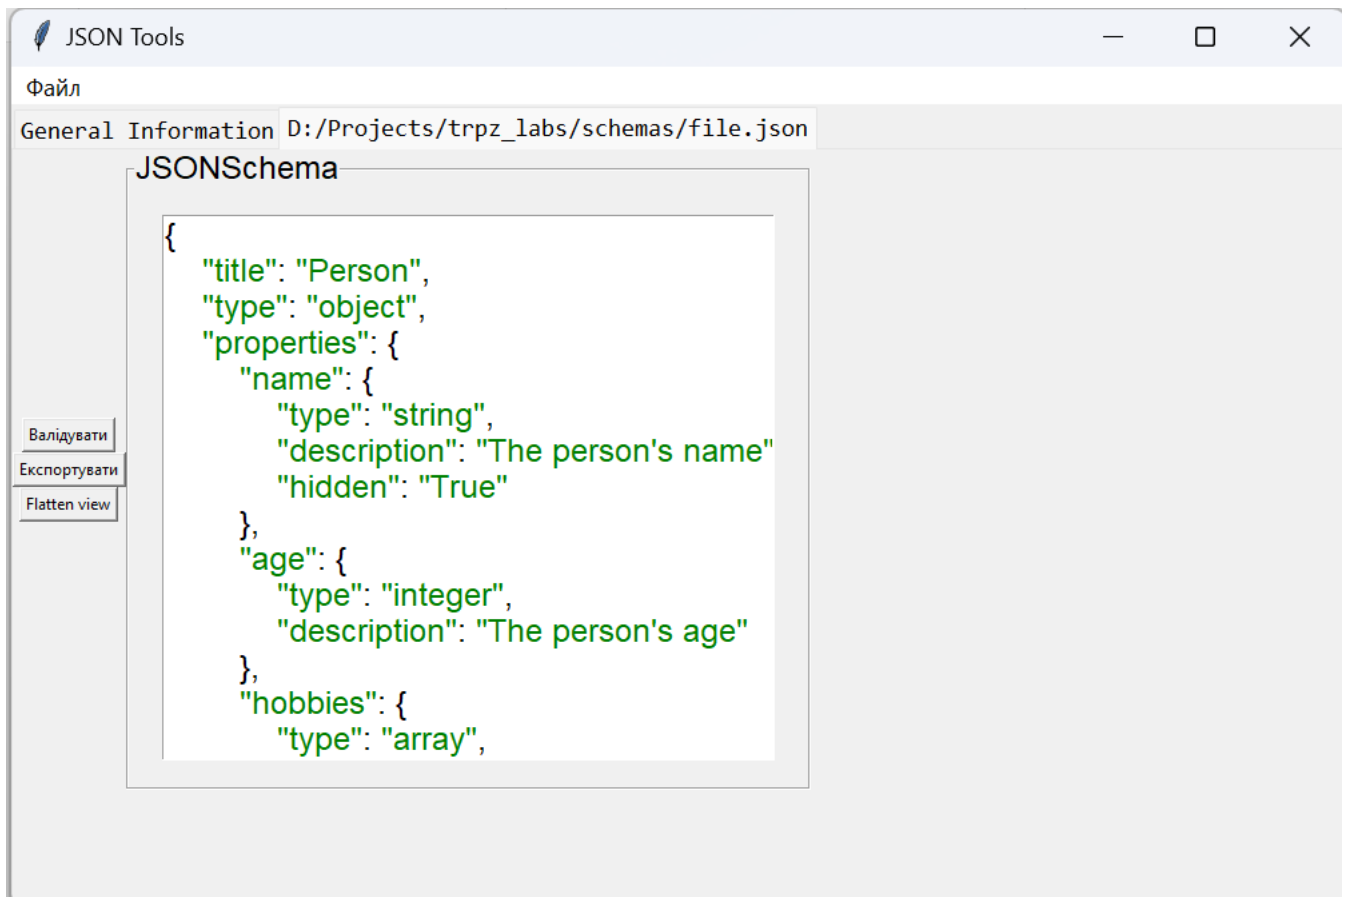 JSON Tools
Файл
General Information D:/Projects/trpz_labs/schemas/file.json
JSONSchema
{
"title": "Person",
"type": "object",
"properties": {
"name": {
"type": "string",
"description": "The person's name"
"hidden": "True"
},
"age": {
"type": "integer",
"description": "The person's age"
},
"hobbies": {
"type": "array",
Валідувати
Експортувати
Flatten view